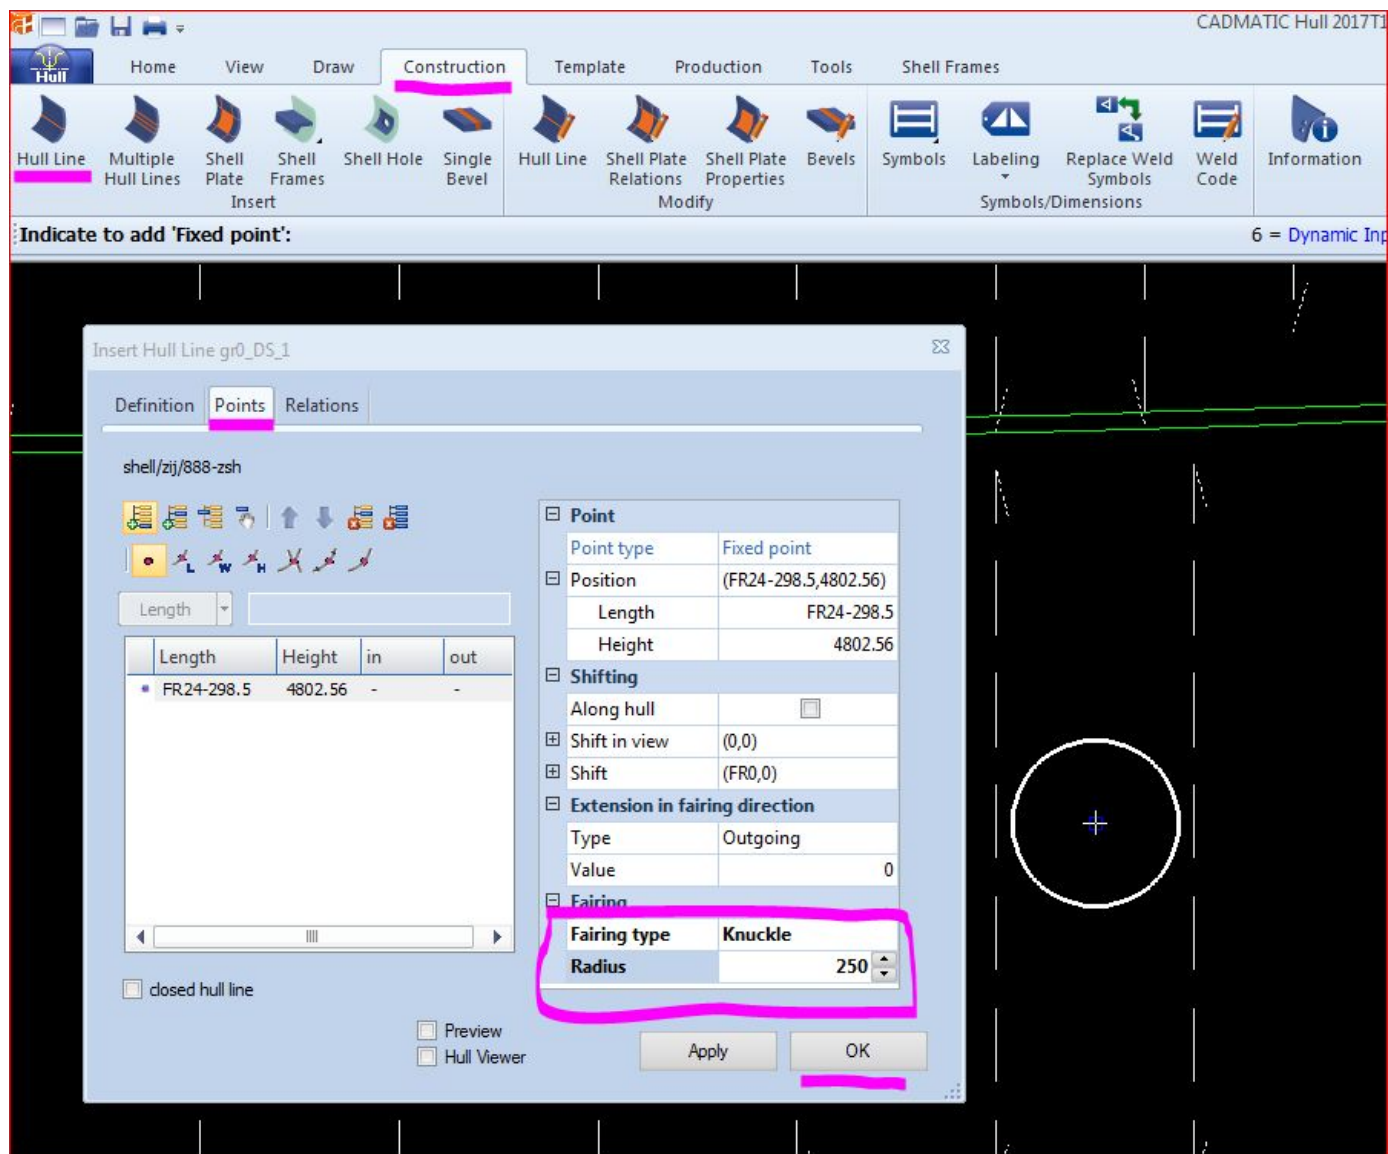 CADMATIC Hull 2017T1
Hull
Home View Draw Construction Template Production Tools Shell Frames
Hull Line Multiple Shell Shell Shell Hole Single Hull Line Shell Plate Shell Plate Bevels Symbols Labeling Replace Weld Weld Information
Hull Lines Plate Frames Bevel Relations Properties Symbols Code
Insert Modify Symbols/Dimensions
Indicate to add 'Fixed point': 6 = Dynamic Inp
Insert Hull Line gr0_DS_1
Definition Points Relations
shell/zij/888-zsh
L W H
Length
Length Height in out
FR24-298.5 4802.56 - -
closed hull line
Preview
Hull Viewer
Point
Point type Fixed point
Position (FR24-298.5,4802.56)
Length FR24-298.5
Height 4802.56
Shifting
Along hull
Shift in view (0,0)
Shift (FR0,0)
Extension in fairing direction
Type Outgoing
Value 0
Fairing
Fairing type Knuckle
Radius 250
Apply OK